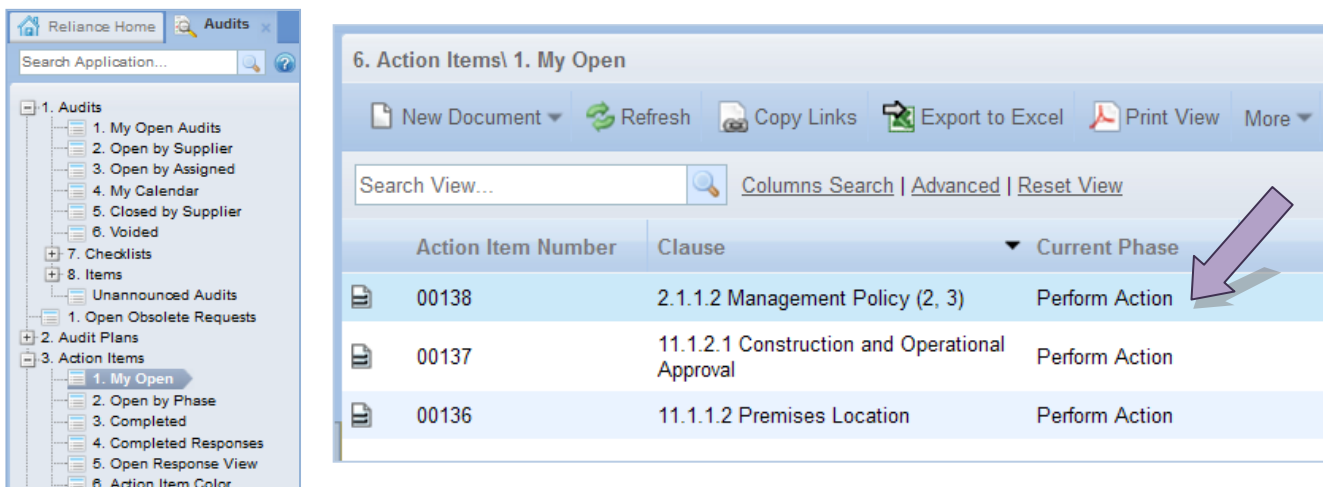 Reliance Home
Audits
Search Application...
1. Audits
1. My Open Audits
2. Open by Supplier
3. Open by Assigned
4. My Calendar
5. Closed by Supplier
6. Voided
7. Checklists
8. Items
Unannounced Audits
1. Open Obsolete Requests
2. Audit Plans
3. Action Items
1. My Open
2. Open by Phase
3. Completed
4. Completed Responses
5. Open Response View
6. Action Item Color
6. Action Items\ 1. My Open
New Document Refresh Copy Links Export to Excel Print View More
Search View... Columns Search | Advanced | Reset View
Action Item Number Clause Current Phase
00138 2.1.1.2 Management Policy (2, 3) Perform Action
00137 11.1.2.1 Construction and Operational
Approval Perform Action
00136 11.1.1.2 Premises Location Perform Action